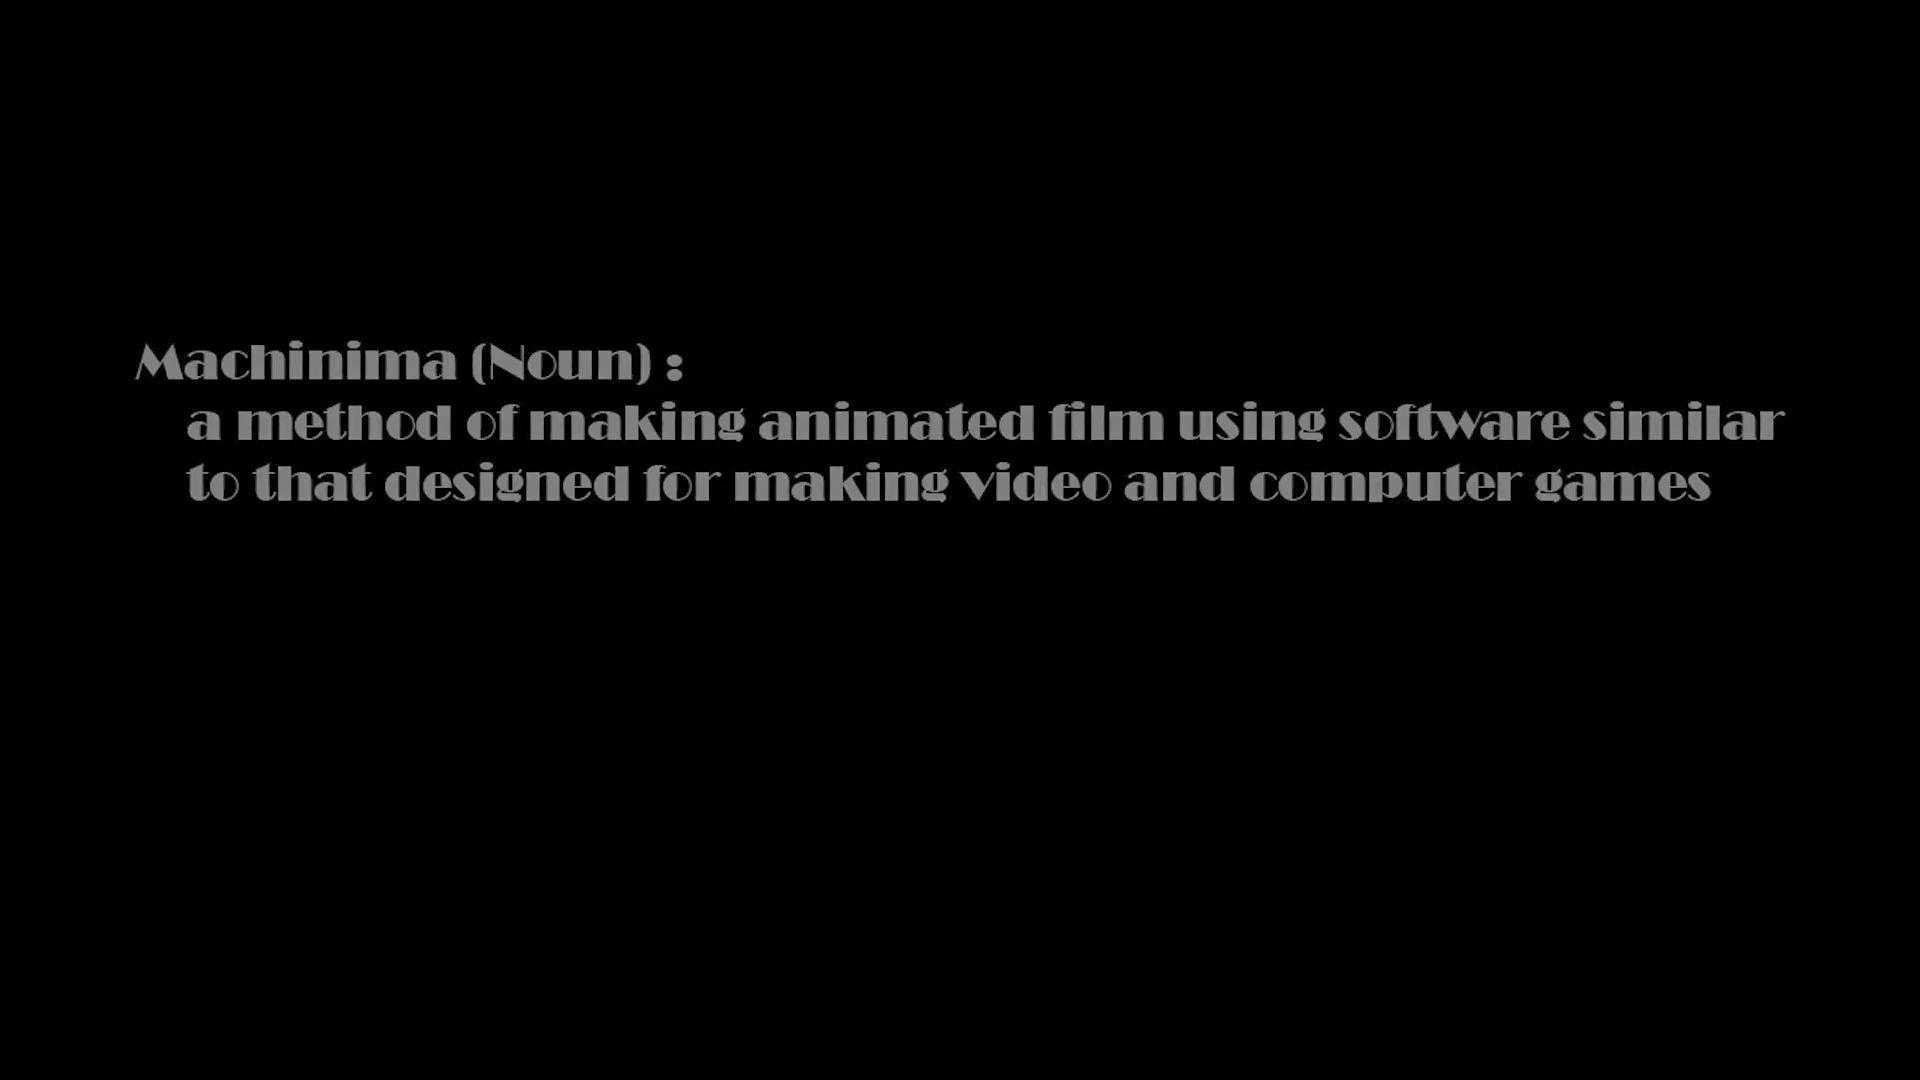 Machinima (Noun) :
a method of making animated film using software similar
to that designed for making video and computer games